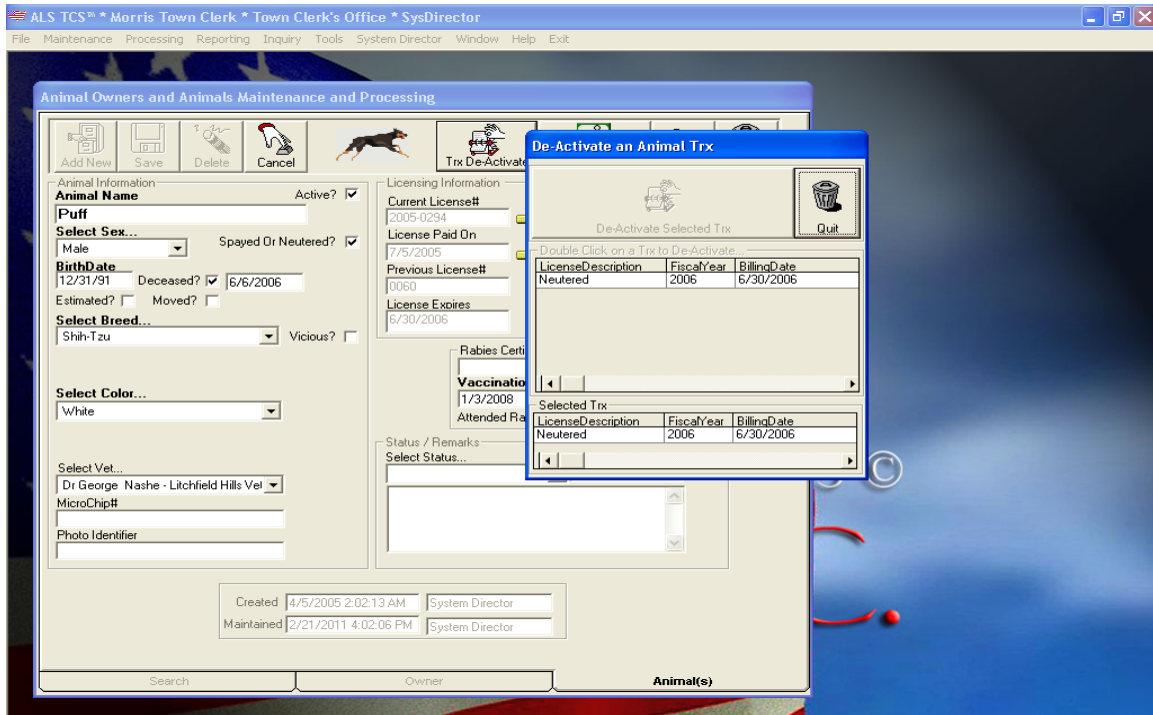 ALS TCS™ * Morris Town Clerk * Town Clerk's Office * SysDirector
File Maintenance Processing Reporting Inquiry Tools System Director Window Help Exit
Animal Owners and Animals Maintenance and Processing
Add New Save Delete Cancel Trx De-Activate
Animal Information
Animal Name Active?
Puff
Select Sex...
Male Spayed Or Neutered?
BirthDate
12/31/91 Deceased? 6/6/2006
Estimated? Moved?
Select Breed...
Shih-Tzu Vicious?
Select Color...
White
Select Vet...
Dr George Nashe - Litchfield Hills Vet
MicroChip#
Photo Identifier
Licensing Information
Current License#
2005-0294
License Paid On
7/5/2005
Previous License#
0060
License Expires
6/30/2006
Rabies Certi
Vaccinatio
1/3/2008
Attended Ra
Status / Remarks
Select Status...
De-Activate an Animal Trx
De-Activate Selected Trx Quit
Double Click on a Trx to De-Activate...
LicenseDescription FiscalYear BillingDate
Neutered 2006 6/30/2006
Selected Trx
LicenseDescription FiscalYear BillingDate
Neutered 2006 6/30/2006
Created 4/5/2005 2:02:13 AM System Director
Maintained 2/21/2011 4:02:06 PM System Director
Search Owner Animal(s)
©